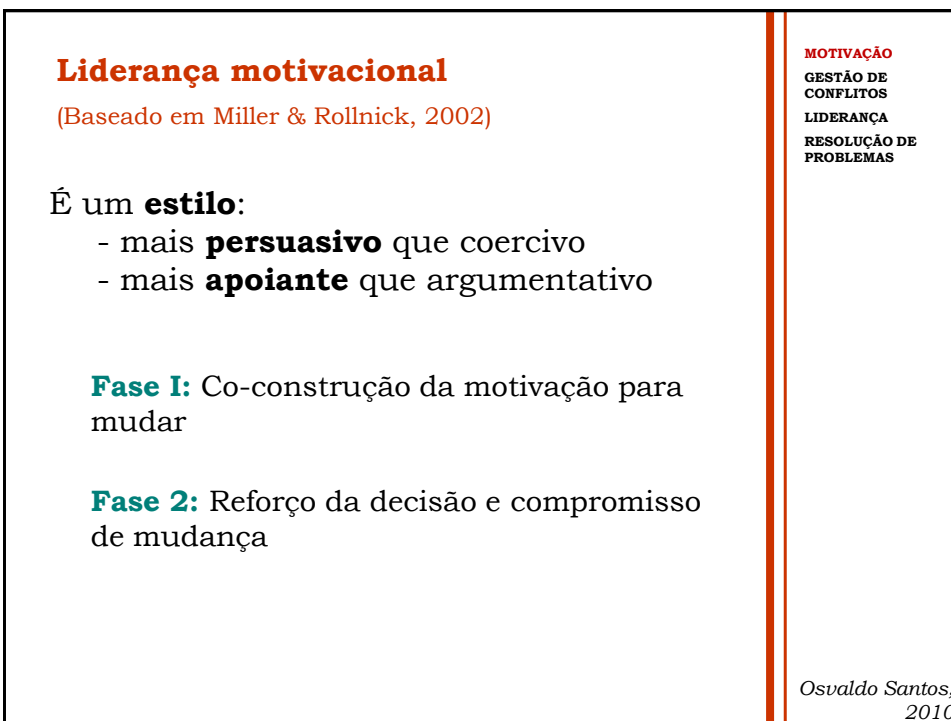 Liderança motivacional
(Baseado em Miller & Rollnick, 2002)
É um estilo:
- mais persuasivo que coercivo
- mais apoiante que argumentativo
Fase I: Co-construção da motivação para
mudar
Fase 2: Reforço da decisão e compromisso
de mudança
MOTIVAÇÃO
GESTÃO DE
CONFLITOS
LIDERANÇA
RESOLUÇÃO DE
PROBLEMAS
Osvaldo Santos,
2010